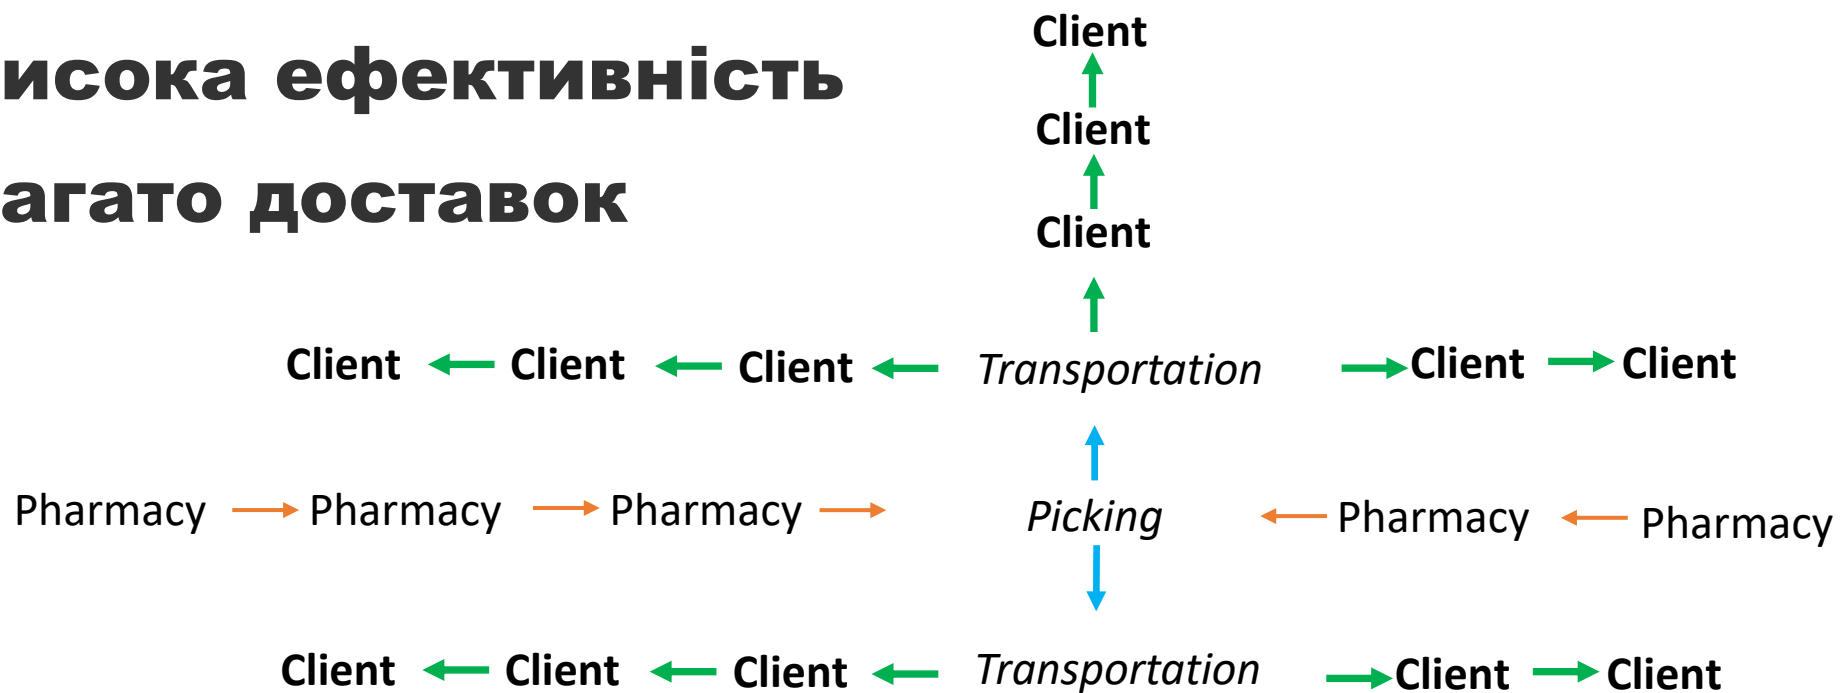 исока ефективність
агато доставок
Client
Client
Client
Client Client Client Transportation Client Client
Pharmacy Pharmacy Pharmacy Picking Pharmacy Pharmacy
Client Client Client Transportation Client Client